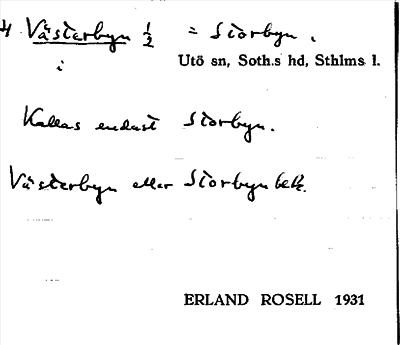 4 Västerbyn 1/2 = Storbyn.
i
Utö sn, Soth.s hd, Sthlms l.
Kallas endast Storbyn.
Västerbyn eller Storbyn bek.
ERLAND ROSELL 1931